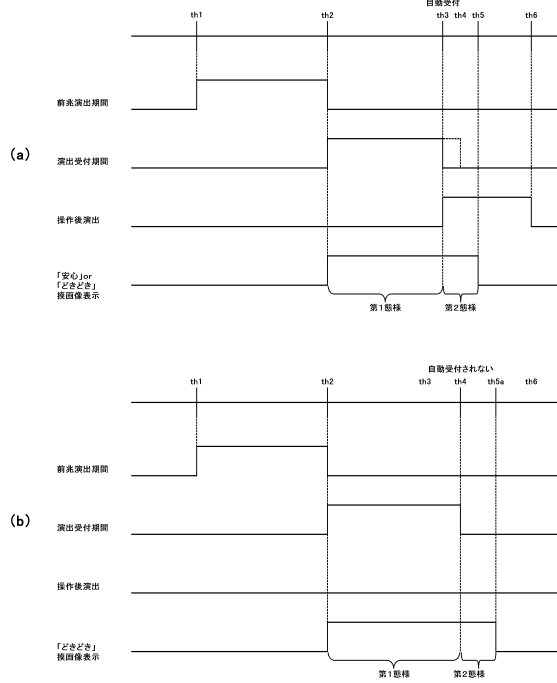 自動受付
th1 th2 th3 th4 th5 th6
前兆演出期間
(a)
演出受付期間
操作後演出
「安心」or
「どきどき」
換画像表示
第1態様 第2態様
自動受付されない
th1 th2 th3 th4 th5a th6
前兆演出期間
(b)
演出受付期間
操作後演出
「どきどき」
換画像表示
第1態様 第2態様